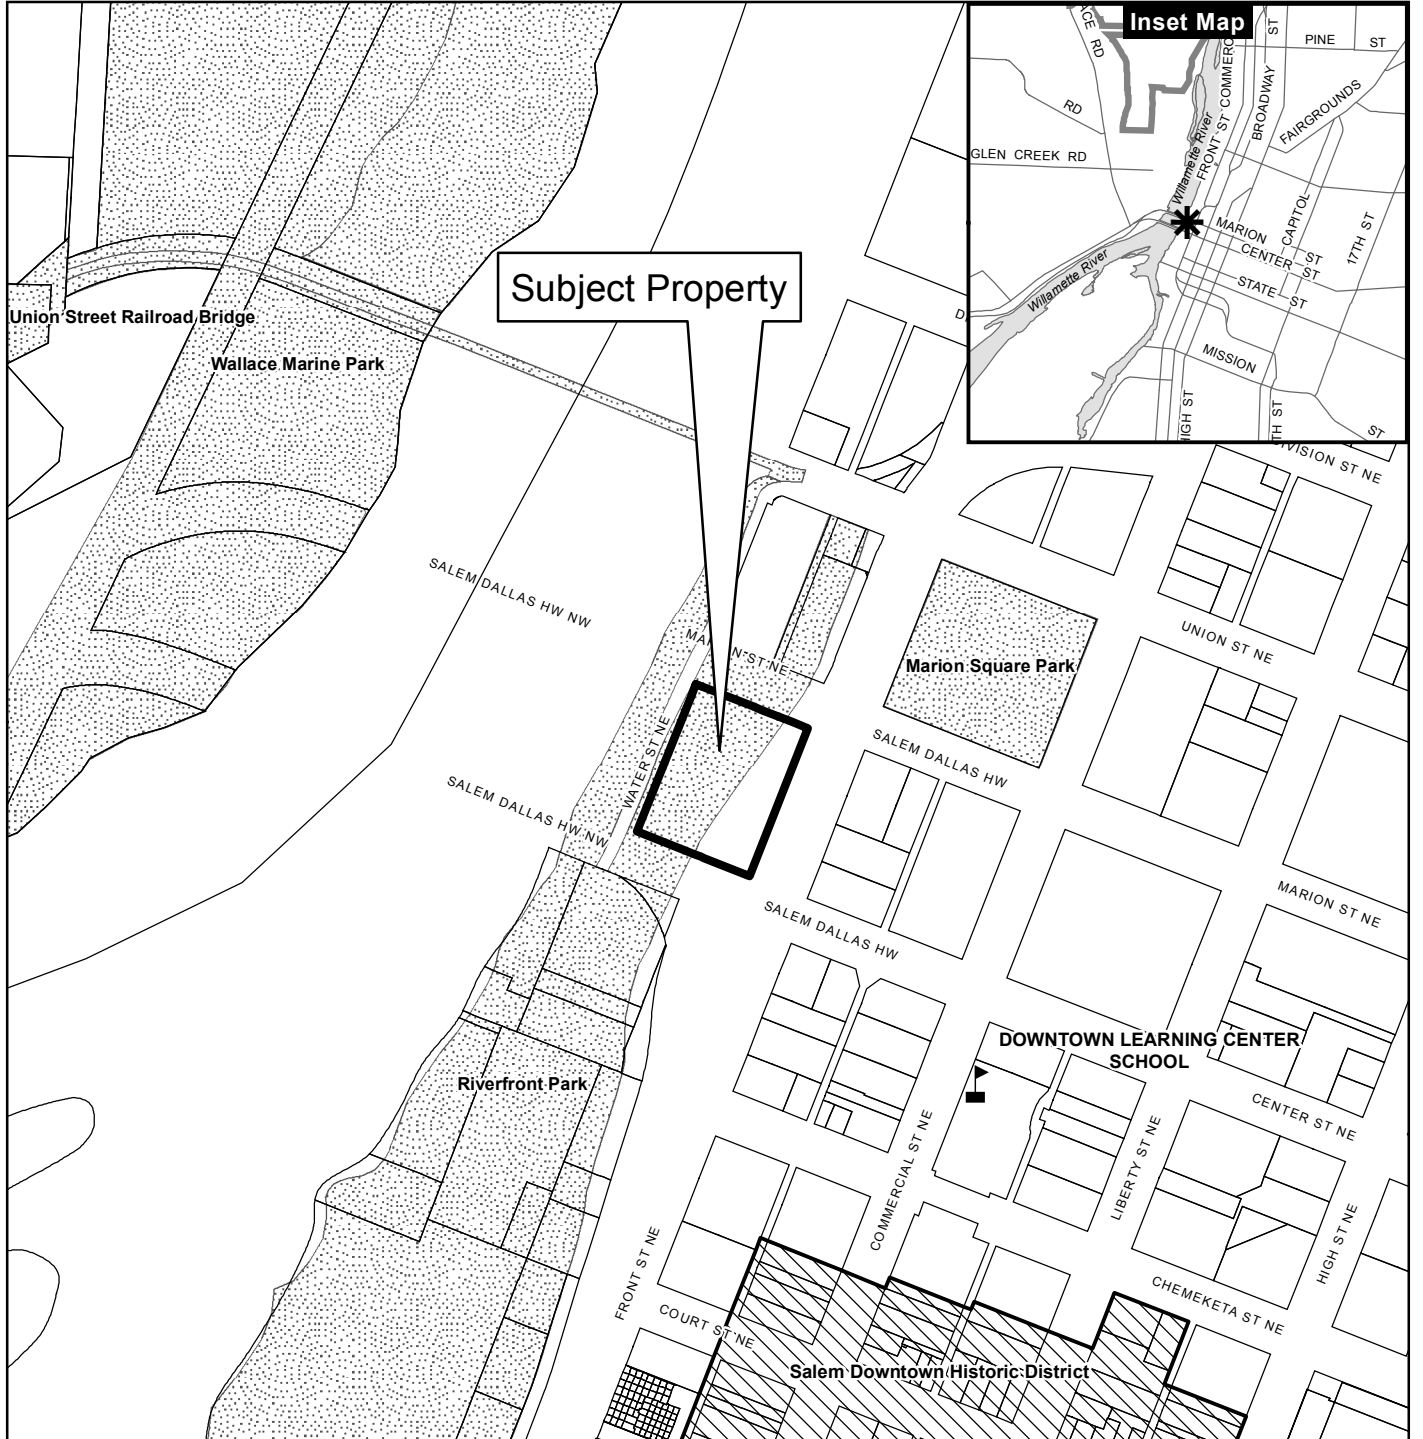 Inset Map
ACE RD
RD
GLEN CREEK RD
Willamette River
FRONT ST
COMMERC
ST
BROADWAY
PINE ST
FAIRGROUNDS
CAPITOL
17TH ST
MARION ST
CENTER ST
STATE ST
Willamette River
MISSION
ST
HIGH ST
TH ST
Subject Property
Union Street Railroad Bridge
Wallace Marine Park
D
DIVISION ST NE
SALEM DALLAS HW NW
UNION ST NE
Marion Square Park
WATER ST NE
SALEM DALLAS HW
SALEM DALLAS HW NW
MARION ST NE
SALEM DALLAS HW
DOWNTOWN LEARNING CENTER
SCHOOL
Riverfront Park
CENTER ST NE
COMMERCIAL ST NE
LIBERTY ST NE
HIGH ST NE
FRONT ST NE
CHEMEKETA ST NE
COURT ST NE
Salem Downtown Historic District